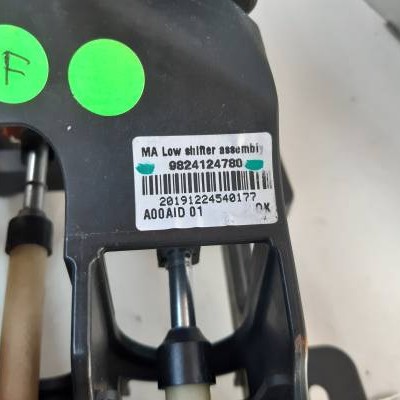 F
MA Low shifter assembly
9824124780
20191224540177
A00AID 01 OK